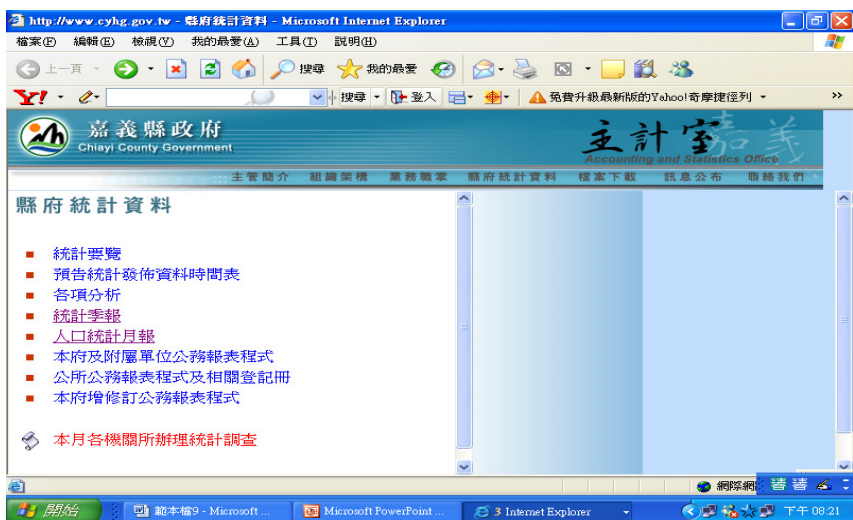 http://www.cyhg.gov.tw - 縣府統計資料 - Microsoft Internet Explorer
檔案(F) 編輯(E) 檢視(V) 我的最愛(A) 工具(T) 說明(H)
上一頁 搜尋 我的最愛
Y! 搜尋 登入 免費升級最新版的Yahoo!奇摩捷徑列 »
嘉義縣政府
Chiayi County Government
主計室
嘉義
Accounting and Statistics Office
主管簡介 組織架構 業務職掌 縣府統計資料 檔案下載 訊息公布 聯絡我們
縣府統計資料
統計要覽
預告統計發佈資料時間表
各項分析
統計季報
人口統計月報
本府及附屬單位公務報表程式
公所公務報表程式及相關登記冊
本府增修訂公務報表程式
本月各機關所辦理統計調查
網際網
開始 範本檔9 - Microsoft ... Microsoft PowerPoint ... 3 Internet Explorer 下午 08:21